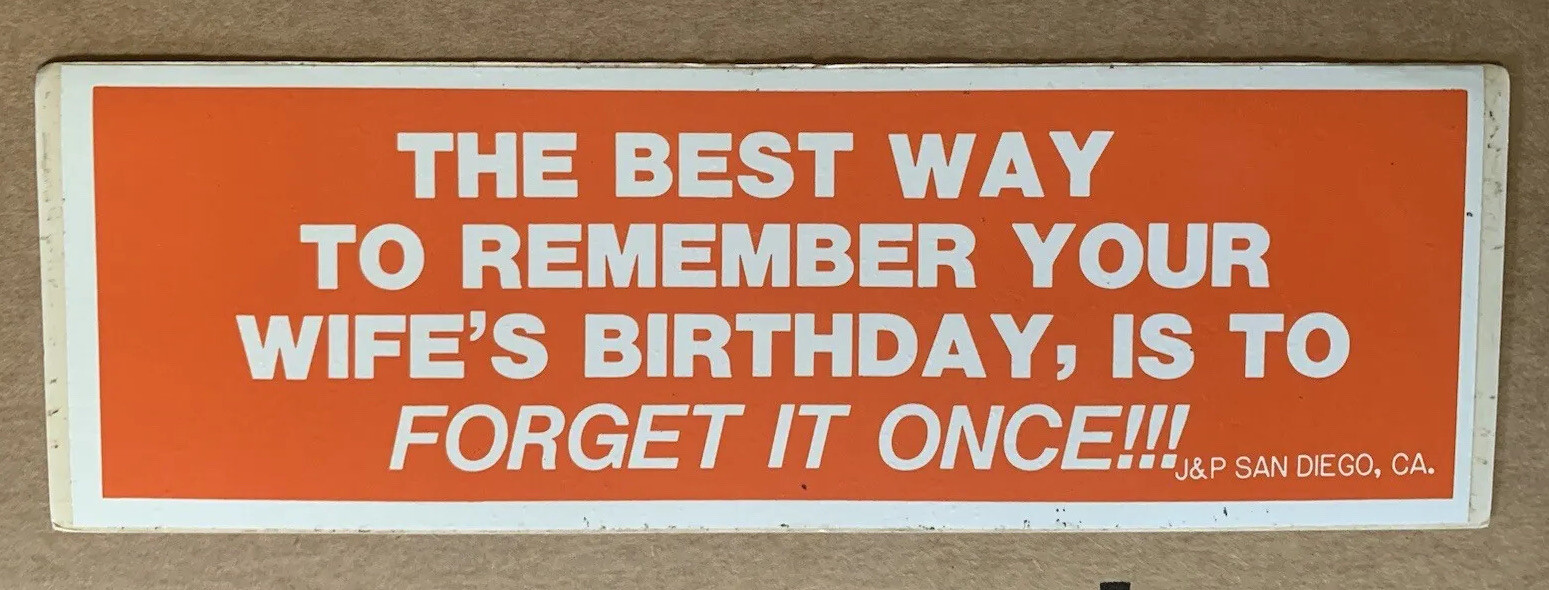 THE BEST WAY
TO REMEMBER YOUR
WIFE'S BIRTHDAY, IS TO
FORGET IT ONCE!!!
J&P SAN DIEGO, CA.